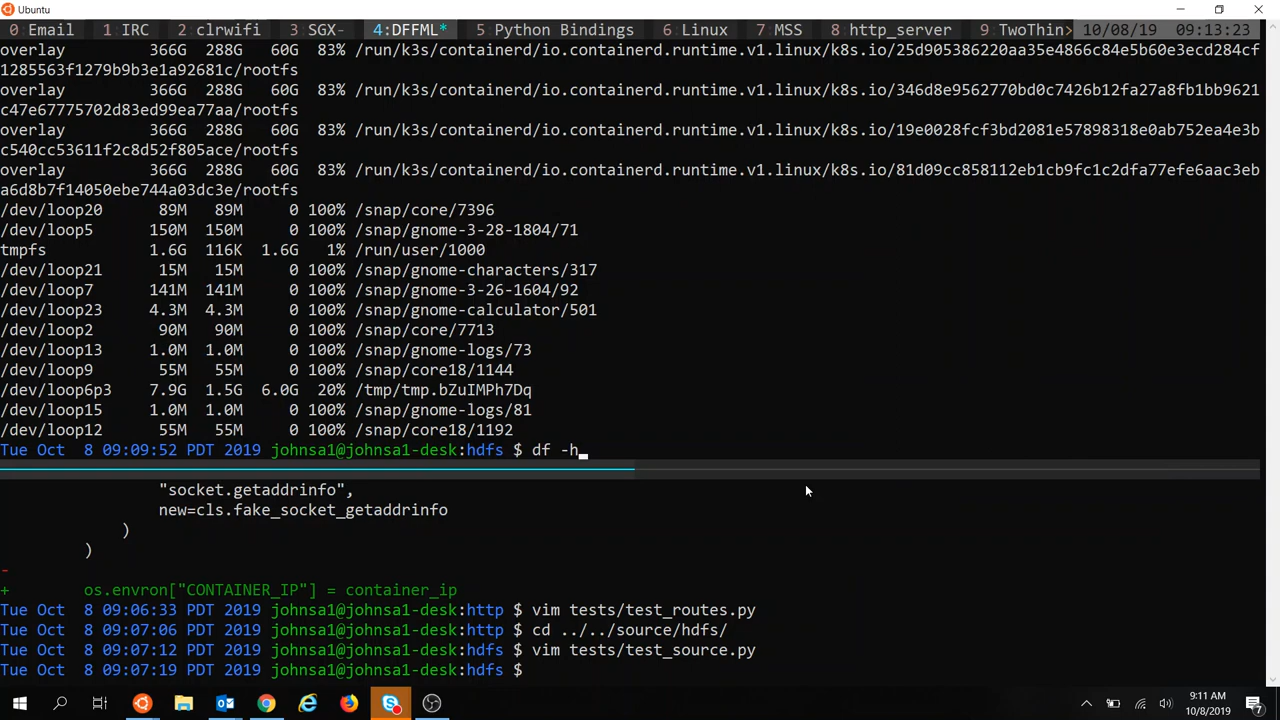 Ubuntu
0 Email 1 IRC 2 clrwifi 3 SGX- 4:DFFML* 5 Python Bindings 6 Linux 7 MSS 8 http_server 9 TwoThin> 10/08/19 09:13:23
overlay 366G 288G 60G 83% /run/k3s/containerd/io.containerd.runtime.v1.linux/k8s.io/25d905386220aa35e4866c84e5b60e3ecd284cf
1285563f1279b9b3e1a92681c/rootfs
overlay 366G 288G 60G 83% /run/k3s/containerd/io.containerd.runtime.v1.linux/k8s.io/346d8e9562770bd0c7426b12fa27a8fb1bb9621
c47e67775702d83ed99ea77aa/rootfs
overlay 366G 288G 60G 83% /run/k3s/containerd/io.containerd.runtime.v1.linux/k8s.io/19e0028fcf3bd2081e57898318e0ab752ea4e3b
c540cc53611f2c8d52f805ace/rootfs
overlay 366G 288G 60G 83% /run/k3s/containerd/io.containerd.runtime.v1.linux/k8s.io/81d09cc858112eb1cb9fc1c2dfa77efe6aac3eb
a6d8b7f14050ebe744a03dc3e/rootfs
/dev/loop20 89M 89M 0 100% /snap/core/7396
/dev/loop5 150M 150M 0 100% /snap/gnome-3-28-1804/71
tmpfs 1.6G 116K 1.6G 1% /run/user/1000
/dev/loop21 15M 15M 0 100% /snap/gnome-characters/317
/dev/loop7 141M 141M 0 100% /snap/gnome-3-26-1604/92
/dev/loop23 4.3M 4.3M 0 100% /snap/gnome-calculator/501
/dev/loop2 90M 90M 0 100% /snap/core/7713
/dev/loop13 1.0M 1.0M 0 100% /snap/gnome-logs/73
/dev/loop9 55M 55M 0 100% /snap/core18/1144
/dev/loop6p3 7.9G 1.5G 6.0G 20% /tmp/tmp.bZuIMPh7Dq
/dev/loop15 1.0M 1.0M 0 100% /snap/gnome-logs/81
/dev/loop12 55M 55M 0 100% /snap/core18/1192
Tue Oct 8 09:09:52 PDT 2019 johnsa1@johnsa1-desk:hdfs $ df -h
"socket.getaddrinfo",
new=cls.fake_socket_getaddrinfo
)
)
-
+ os.envron["CONTAINER_IP"] = container_ip
Tue Oct 8 09:06:33 PDT 2019 johnsa1@johnsa1-desk:http $ vim tests/test_routes.py
Tue Oct 8 09:07:06 PDT 2019 johnsa1@johnsa1-desk:http $ cd ../../source/hdfs/
Tue Oct 8 09:07:12 PDT 2019 johnsa1@johnsa1-desk:hdfs $ vim tests/test_source.py
Tue Oct 8 09:07:19 PDT 2019 johnsa1@johnsa1-desk:hdfs $
9:11 AM
10/8/2019
7